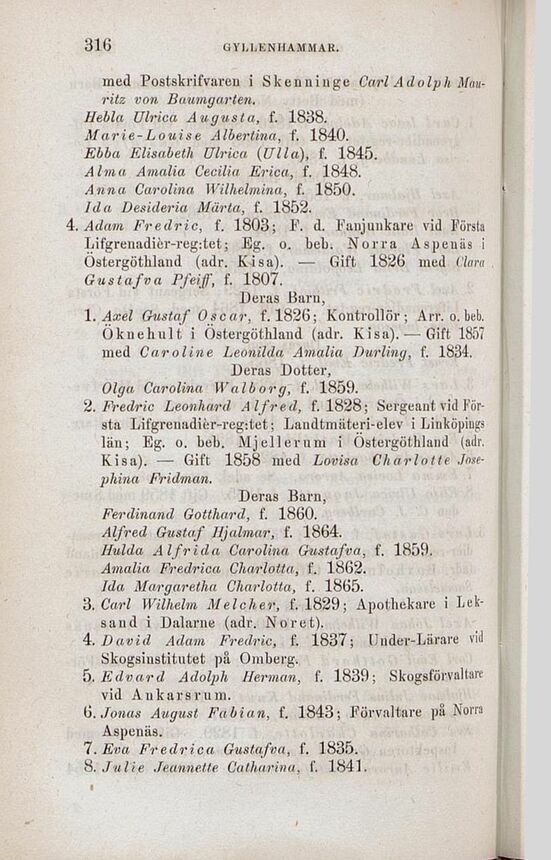 316 GYLLENHAMMAR.
med Postskrifvaren i Skenninge Carl Adolph Mau-
ritz von Baumgarten.
Hebla Ulrica Augusta, f. 1838.
Marie-Louise Albertina, f. 1840.
Ebba Elisabeth Ulrica (Ulla), f. 1845.
Alma Amalia Cecilia Erica, f. 1848.
Anna Carolina Wilhelmina, f. 1850.
Ida Desideria Märta, f. 1852.
4. Adam Fredric, f. 1803; F. d. Fanjunkare vid Första
Lifgrenadièr-reg:tet; Eg. o. beb. Norra Aspenäs i
Östergöthland (adr. Kisa). — Gift 1826 med Clara
Gustafva Pfeiff, f. 1807.
Deras Barn,
1. Axel Gustaf Oscar, f. 1826; Kontrollör; Arr. o. beb.
Öknehult i Östergöthland (adr. Kisa). — Gift 1857
med Caroline Leonilda Amalia Durling, f. 1834.
Deras Dotter,
Olga Carolina Walborg, f. 1859.
2. Fredric Leonhard Alfred, f. 1828; Sergeant vid För-
sta Lifgrenadièr-reg:tet; Landtmäteri-elev i Linköpings
län; Eg. o. beb. Mjellerum i Östergöthland (adr.
Kisa). — Gift 1858 med Lovisa Charlotte Jose-
phina Fridman.
Deras Barn,
Ferdinand Gotthard, f. 1860.
Alfred Gustaf Hjalmar, f. 1864.
Hulda Alfrida Carolina Gustafva, f. 1859.
Amalia Fredrica Charlotta, f. 1862.
Ida Margaretha Charlotta, f. 1865.
3. Carl Wilhelm Melcher, f. 1829; Apothekare i Lek-
sand i Dalarne (adr. Noret).
4. David Adam Fredric, f. 1837; Under-Lärare vid
Skogsinstitutet på Omberg.
5. Edvard Adolph Herman, f. 1839; Skogsförvaltare
vid Ankarsrum.
6. Jonas August Fabian, f. 1843; Förvaltare på Norra
Aspenäs.
7. Eva Fredrica Gustafva, f. 1835.
8. Julie Jeannette Catharina, f. 1841.